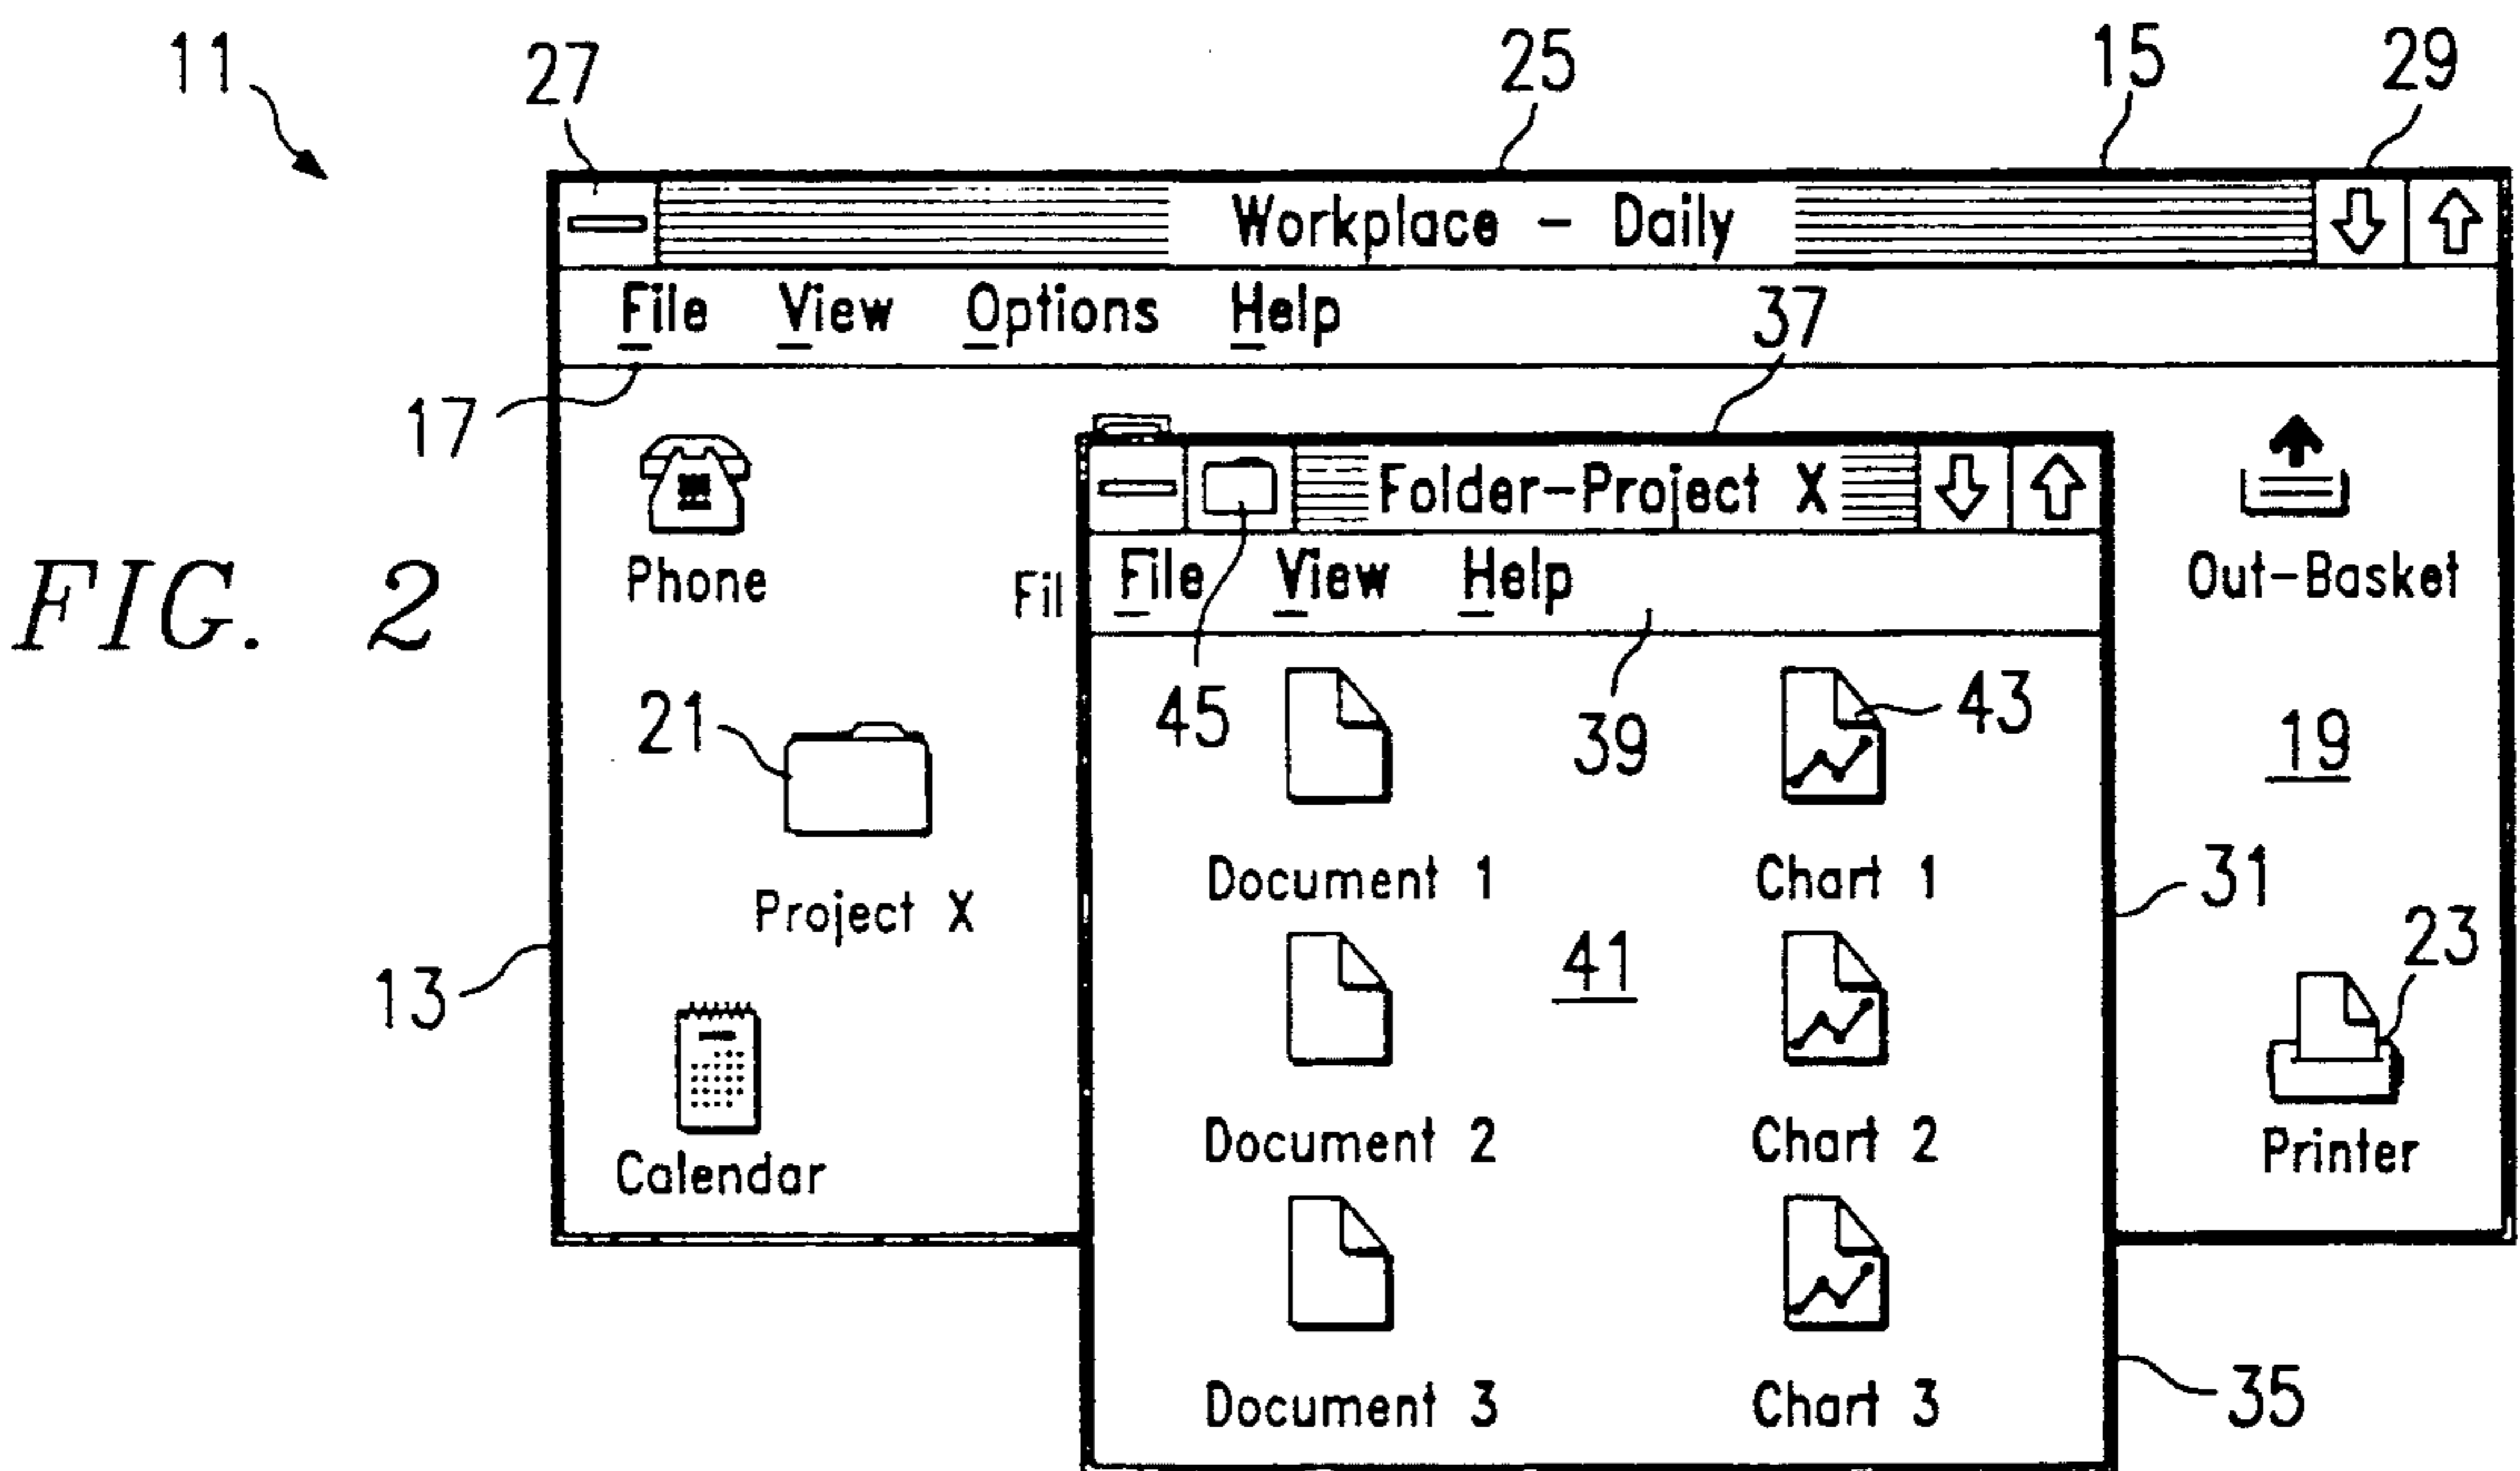 11
27
25
15
29
Workplace - Daily
File View Options Help
37
17
Folder-Project X
FIG. 2
Phone
Fil
File View Help
Out-Basket
21
45
39
43
19
Document 1
Chart 1
31
Project X
41
23
13
Document 2
Chart 2
Printer
Calendar
Document 3
Chart 3
35